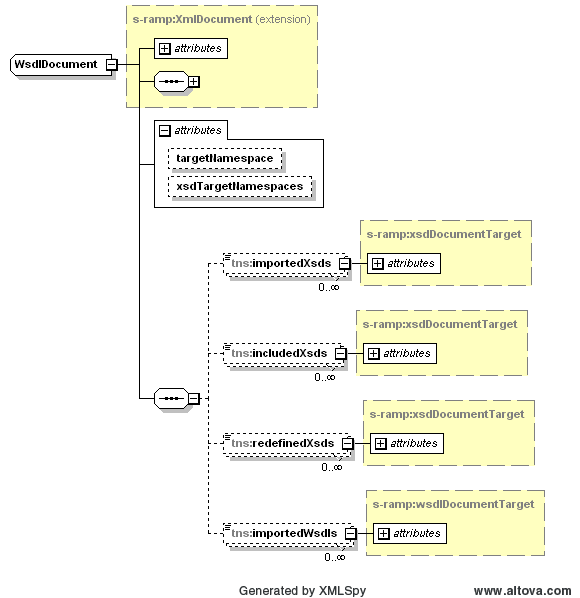 s-ramp:XmlDocument (extension)
attributes
WsdlDocument
attributes
targetNamespace
xsdTargetNamespaces
s-ramp:xsdDocumentTarget
tns:importedXsds
attributes
0..∞
s-ramp:xsdDocumentTarget
tns:includedXsds
attributes
0..∞
s-ramp:xsdDocumentTarget
tns:redefinedXsds
attributes
0..∞
s-ramp:wsdlDocumentTarget
tns:importedWsdls
attributes
0..∞
Generated by XMLSpy
www.altova.com